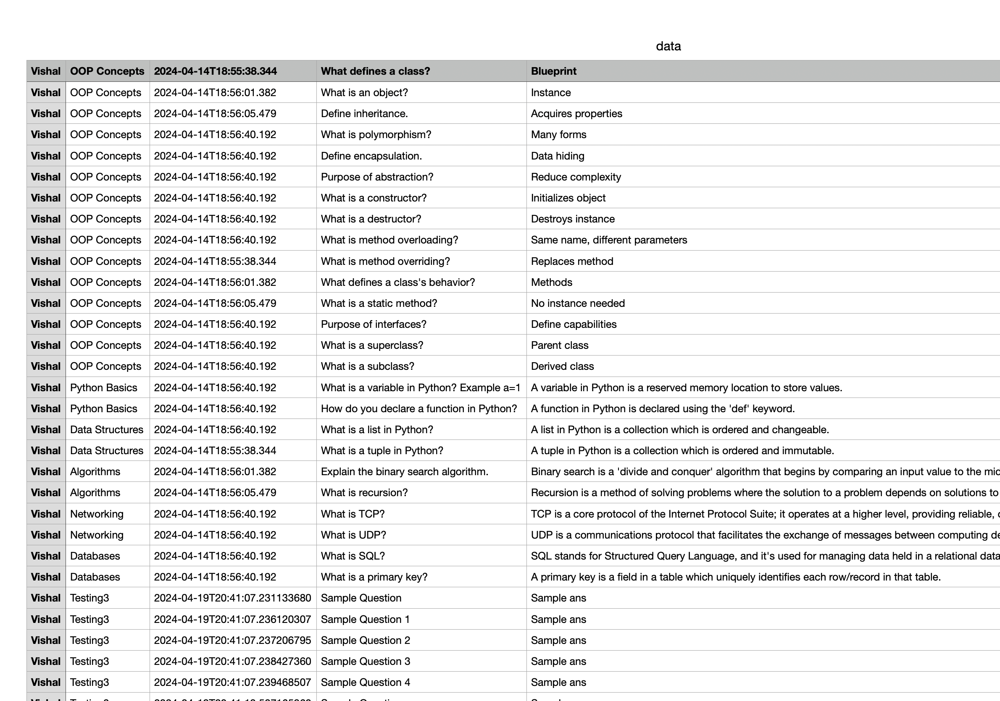 data
Vishal OOP Concepts 2024-04-14T18:55:38.344 What defines a class? Blueprint
Vishal OOP Concepts 2024-04-14T18:56:01.382 What is an object? Instance
Vishal OOP Concepts 2024-04-14T18:56:05.479 Define inheritance. Acquires properties
Vishal OOP Concepts 2024-04-14T18:56:40.192 What is polymorphism? Many forms
Vishal OOP Concepts 2024-04-14T18:56:40.192 Define encapsulation. Data hiding
Vishal OOP Concepts 2024-04-14T18:56:40.192 Purpose of abstraction? Reduce complexity
Vishal OOP Concepts 2024-04-14T18:56:40.192 What is a constructor? Initializes object
Vishal OOP Concepts 2024-04-14T18:56:40.192 What is a destructor? Destroys instance
Vishal OOP Concepts 2024-04-14T18:56:40.192 What is method overloading? Same name, different parameters
Vishal OOP Concepts 2024-04-14T18:55:38.344 What is method overriding? Replaces method
Vishal OOP Concepts 2024-04-14T18:56:01.382 What defines a class's behavior? Methods
Vishal OOP Concepts 2024-04-14T18:56:05.479 What is a static method? No instance needed
Vishal OOP Concepts 2024-04-14T18:56:40.192 Purpose of interfaces? Define capabilities
Vishal OOP Concepts 2024-04-14T18:56:40.192 What is a superclass? Parent class
Vishal OOP Concepts 2024-04-14T18:56:40.192 What is a subclass? Derived class
Vishal Python Basics 2024-04-14T18:56:40.192 What is a variable in Python? Example a=1 A variable in Python is a reserved memory location to store values.
Vishal Python Basics 2024-04-14T18:56:40.192 How do you declare a function in Python? A function in Python is declared using the 'def' keyword.
Vishal Data Structures 2024-04-14T18:56:40.192 What is a list in Python? A list in Python is a collection which is ordered and changeable.
Vishal Data Structures 2024-04-14T18:55:38.344 What is a tuple in Python? A tuple in Python is a collection which is ordered and immutable.
Vishal Algorithms 2024-04-14T18:56:01.382 Explain the binary search algorithm. Binary search is a 'divide and conquer' algorithm that begins by comparing an input value to the
Vishal Algorithms 2024-04-14T18:56:05.479 What is recursion? Recursion is a method of solving problems where the solution to a problem depends on solutions to
Vishal Networking 2024-04-14T18:56:40.192 What is TCP? TCP is a core protocol of the Internet Protocol Suite; it operates at a higher level, providing reliable,
Vishal Networking 2024-04-14T18:56:40.192 What is UDP? UDP is a communications protocol that facilitates the exchange of messages between computing
Vishal Databases 2024-04-14T18:56:40.192 What is SQL? SQL stands for Structured Query Language, and it's used for managing data held in a relational data
Vishal Databases 2024-04-14T18:56:40.192 What is a primary key? A primary key is a field in a table which uniquely identifies each row/record in that table.
Vishal Testing3 2024-04-19T20:41:07.231133680 Sample Question Sample ans
Vishal Testing3 2024-04-19T20:41:07.236120307 Sample Question 1 Sample ans
Vishal Testing3 2024-04-19T20:41:07.237206795 Sample Question 2 Sample ans
Vishal Testing3 2024-04-19T20:41:07.238427360 Sample Question 3 Sample ans
Vishal Testing3 2024-04-19T20:41:07.239468507 Sample Question 4 Sample ans